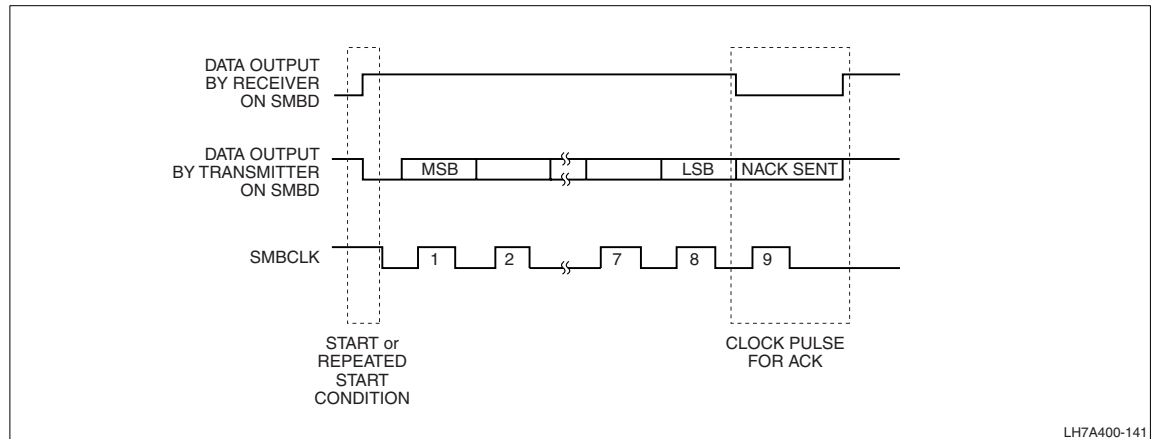 DATA OUTPUT
BY RECEIVER
ON SMBD
DATA OUTPUT
BY TRANSMITTER
ON SMBD
MSB
LSB
NACK SENT
SMBCLK
1
2
7
8
9
START or
REPEATED
START
CONDITION
CLOCK PULSE
FOR ACK
LH7A400-141